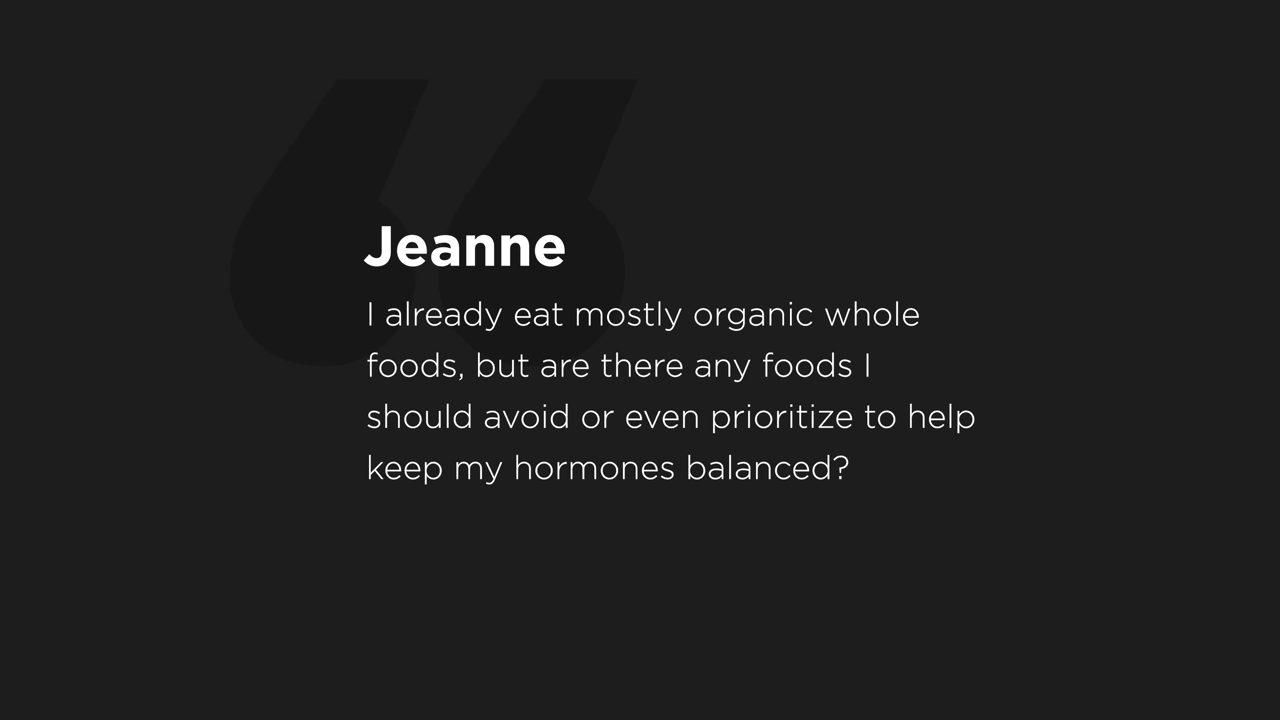 Jeanne
I already eat mostly organic whole
foods, but are there any foods I
should avoid or even prioritize to help
keep my hormones balanced?